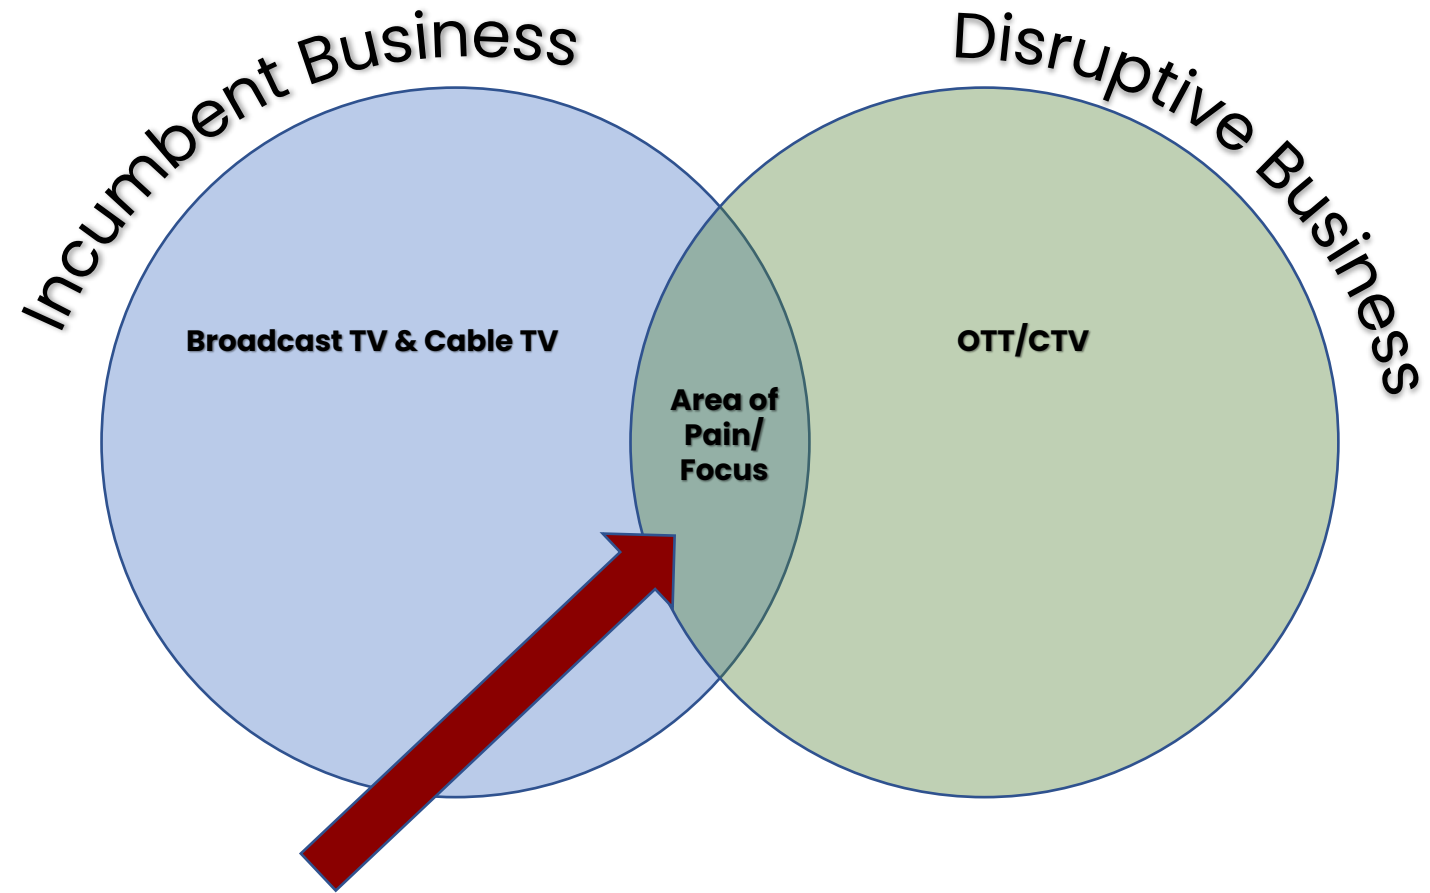 Incumbent Business
Disruptive Business
Broadcast TV & Cable TV
OTT/CTV
Area of
Pain/
Focus